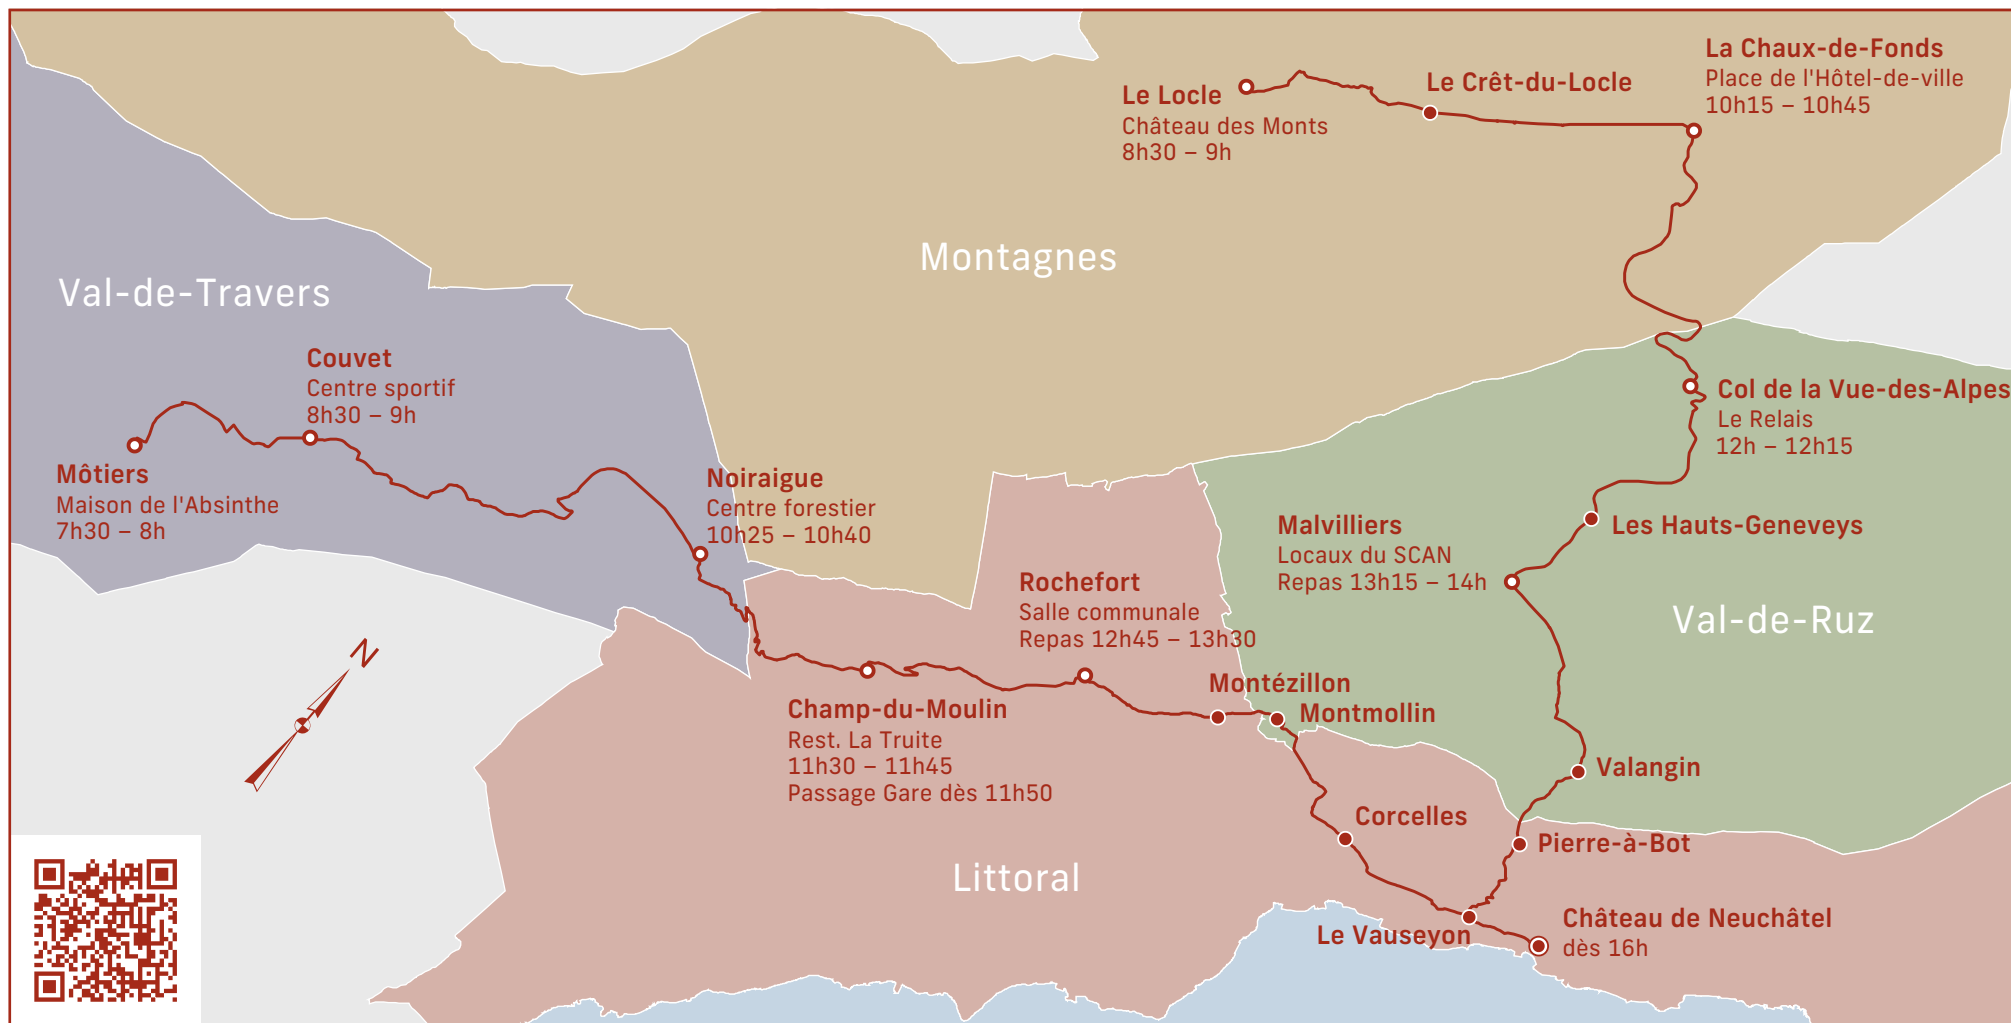 La Chaux-de-Fonds
Place de l'Hôtel-de-ville
10h15 – 10h45
Le Crêt-du-Locle
Le Locle
Château des Monts
8h30 – 9h
Montagnes
Val-de-Travers
Couvet
Centre sportif
8h30 – 9h
Col de la Vue-des-Alpes
Le Relais
12h – 12h15
Môtiers
Maison de l'Absinthe
7h30 – 8h
Noiraigue
Centre forestier
10h25 – 10h40
Malvilliers
Locaux du SCAN
Repas 13h15 – 14h
Les Hauts-Geneveys
Rochefort
Salle communale
Repas 12h45 – 13h30
Val-de-Ruz
N
Montézillon
Montmollin
Champ-du-Moulin
Rest. La Truite
11h30 – 11h45
Passage Gare dès 11h50
Valangin
Corcelles
Pierre-à-Bot
Littoral
Le Vauseyon
Château de Neuchâtel
dès 16h